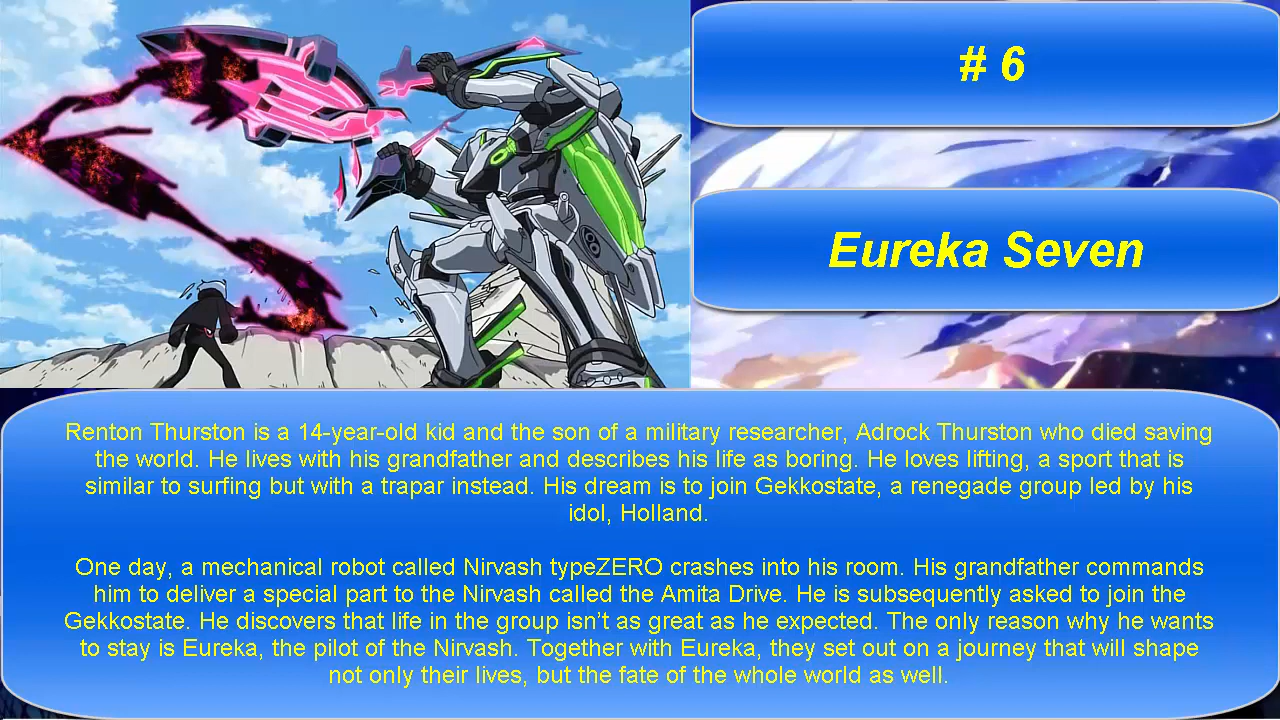 # 6
Eureka Seven
Renton Thurston is a 14-year-old kid and the son of a military researcher, Adrock Thurston who died saving
the world. He lives with his grandfather and describes his life as boring. He loves lifting, a sport that is
similar to surfing but with a trapar instead. His dream is to join Gekkostate, a renegade group led by his
idol, Holland.
One day, a mechanical robot called Nirvash typeZERO crashes into his room. His grandfather commands
him to deliver a special part to the Nirvash called the Amita Drive. He is subsequently asked to join the
Gekkostate. He discovers that life in the group isn’t as great as he expected. The only reason why he wants
to stay is Eureka, the pilot of the Nirvash. Together with Eureka, they set out on a journey that will shape
not only their lives, but the fate of the whole world as well.